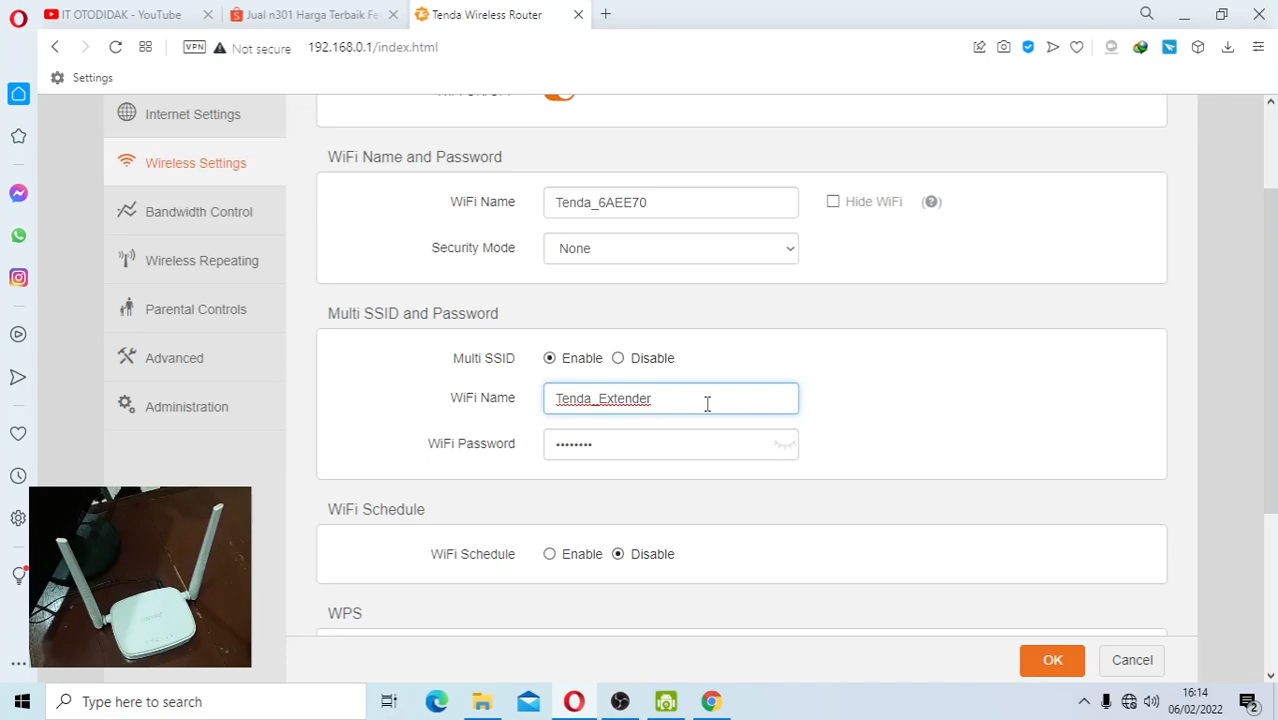 IT OTODIDAK - YouTube
Jual n301 Harga Terbaik Fe
Tenda Wireless Router
VPN
Not secure
192.168.0.1/index.html
Settings
Internet Settings
Wireless Settings
Bandwidth Control
Wireless Repeating
Parental Controls
Advanced
Administration
WiFi Name and Password
WiFi Name
Tenda_6AEE70
Hide WiFi
(?)
Security Mode
None
Multi SSID and Password
Multi SSID
Enable
Disable
WiFi Name
Tenda_Extender
WiFi Password
••••••••
WiFi Schedule
WiFi Schedule
Enable
Disable
WPS
OK
Cancel
Type here to search
16:14
06/02/2022
2